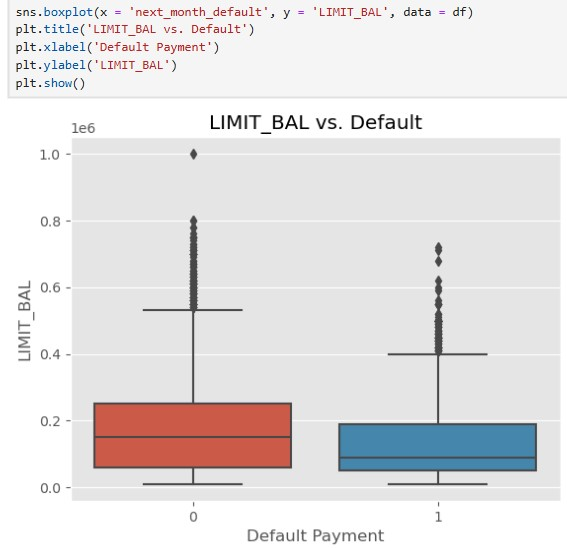 sns.boxplot(x = 'next_month_default', y = 'LIMIT_BAL', data = df)
plt.title('LIMIT_BAL vs. Default')
plt.xlabel('Default Payment')
plt.ylabel('LIMIT_BAL')
plt.show()
LIMIT_BAL vs. Default
1e6
1.0
0.8
0.6
0.4
0.2
0.0
LIMIT_BAL
0
1
Default Payment